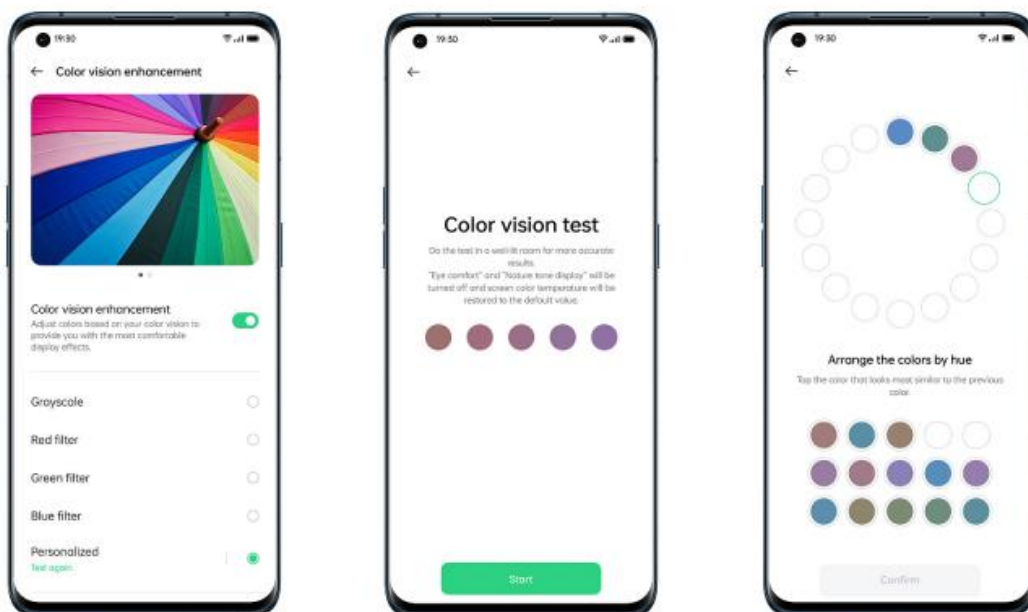 19:30
Color vision enhancement
Color vision enhancement
Adjust colors based on your color vision to
provide you with the most comfortable
display effects.
Grayscale
Red filter
Green filter
Blue filter
Personalized
Test again
19:30
Color vision test
Do the test in a well-lit room for more accurate
results.
"Eye comfort" and "Nature tone display" will be
turned off and screen color temperature will be
restored to the default value.
Start
19:30
Arrange the colors by hue
Tap the color that looks most similar to the previous
color.
Confirm